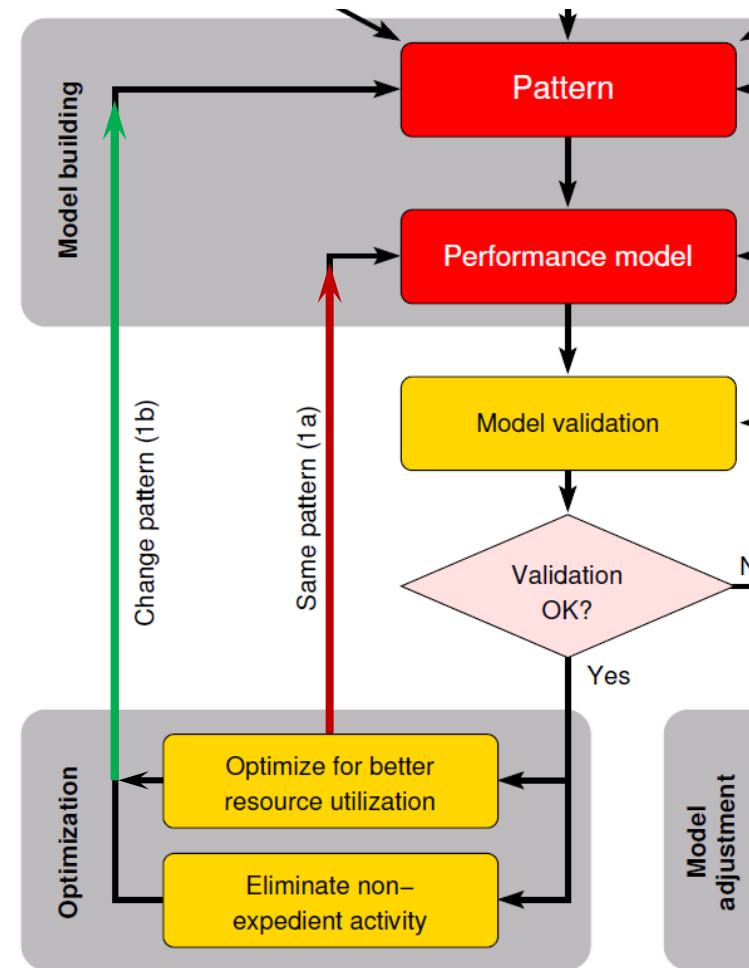 Pattern
Model building
Performance model
Change pattern (1b)
Same pattern (1a)
Model validation
Validation
OK?
N
Yes
Optimization
Optimize for better
resource utilization
Eliminate non−
expedient activity
Model
adjustment